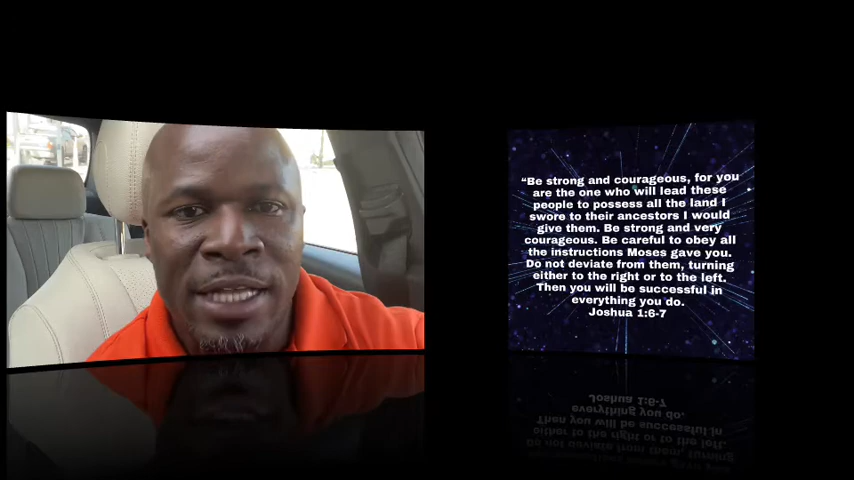 “Be strong and courageous, for you
are the one who will lead these
people to possess all the land I
swore to their ancestors I would
give them. Be strong and very
courageous. Be careful to obey all
the instructions Moses gave you.
Do not deviate from them, turning
either to the right or to the left.
Then you will be successful in
everything you do.
Joshua 1:6-7